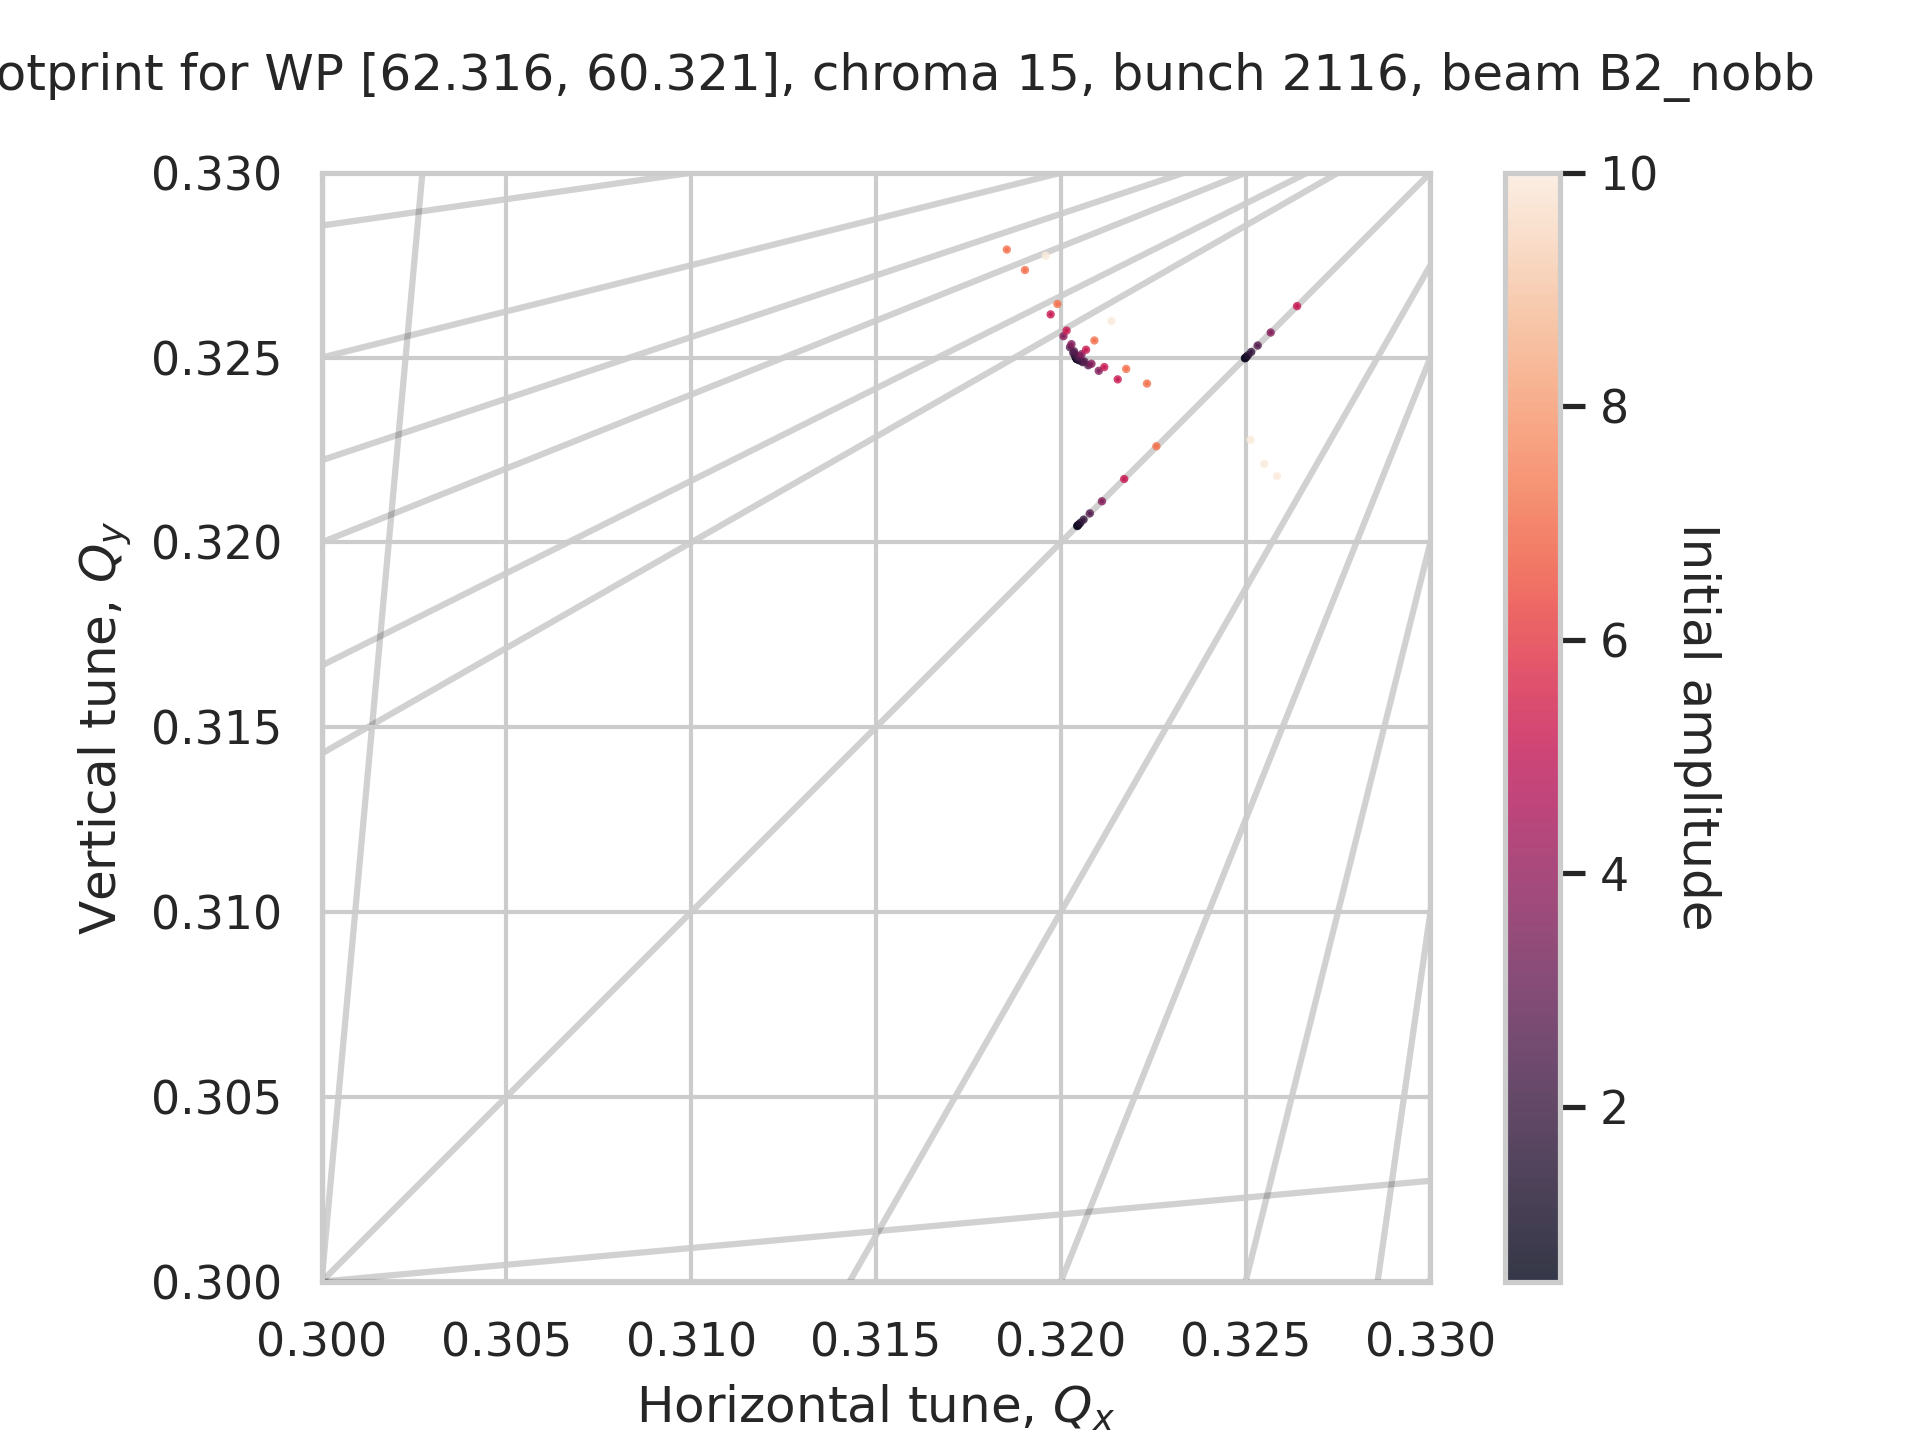 otprint for WP [62.316, 60.321], chroma 15, bunch 2116, beam B2_nobb
0.330
0.325
0.320
0.315
0.310
0.305
0.300
Vertical tune, Qy
0.300 0.305 0.310 0.315 0.320 0.325 0.330
Horizontal tune, Qx
10
8
6
4
2
Initial amplitude